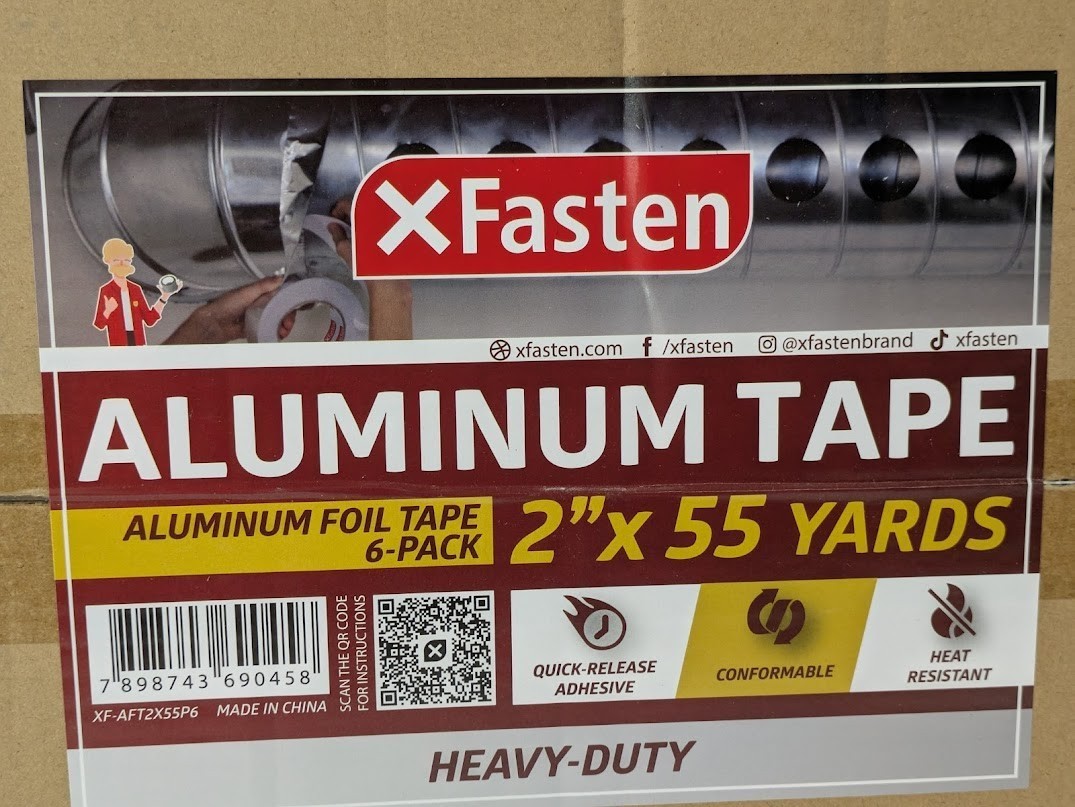 XFasten
xfasten.com /xfasten @xfastenbrand xfasten
ALUMINUM TAPE
ALUMINUM FOIL TAPE
6-PACK
2”x 55 YARDS
7 898743 690458
XF-AFT2X55P6 MADE IN CHINA
SCAN THE QR CODE
FOR INSTRUCTIONS
QUICK-RELEASE
ADHESIVE
CONFORMABLE
HEAT
RESISTANT
HEAVY-DUTY